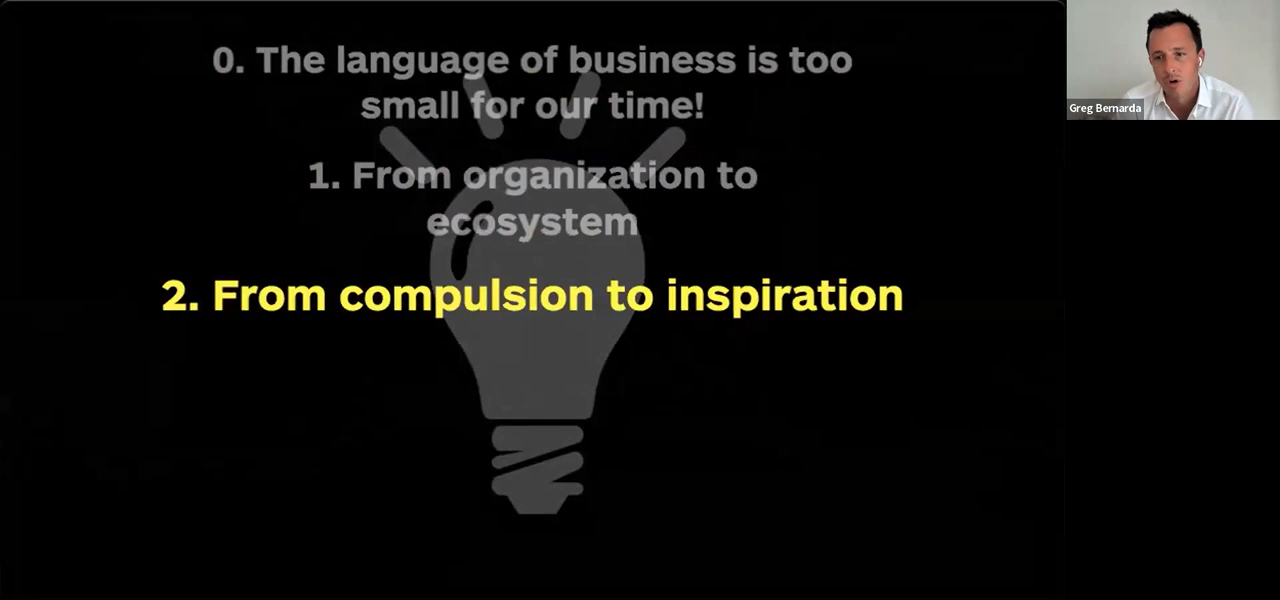 0. The language of business is too
small for our time!
1. From organization to
ecosystem
2. From compulsion to inspiration
Greg Bernarda